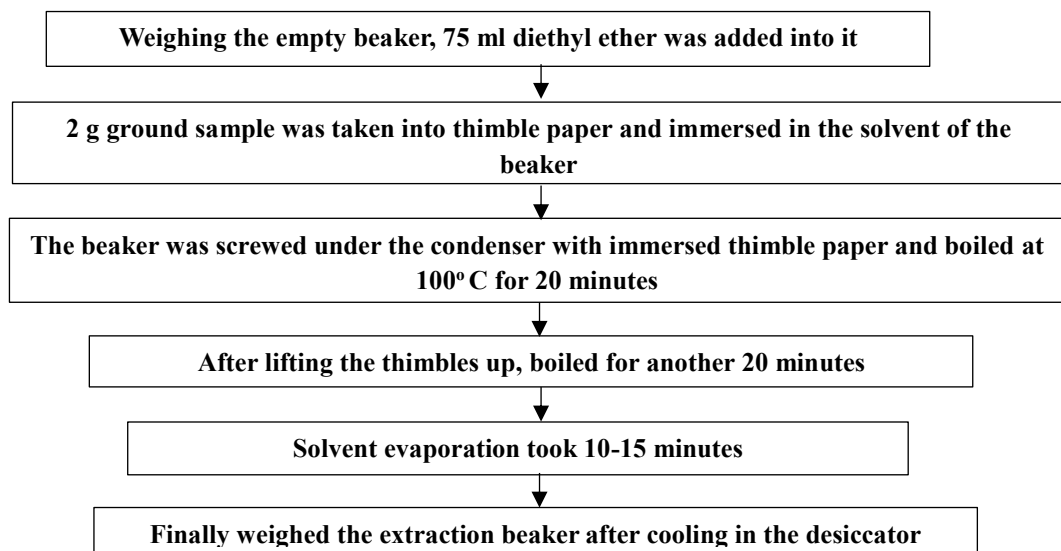 Weighing the empty beaker, 75 ml diethyl ether was added into it
2 g ground sample was taken into thimble paper and immersed in the solvent of the
beaker
The beaker was screwed under the condenser with immersed thimble paper and boiled at
100° C for 20 minutes
After lifting the thimbles up, boiled for another 20 minutes
Solvent evaporation took 10-15 minutes
Finally weighed the extraction beaker after cooling in the desiccator